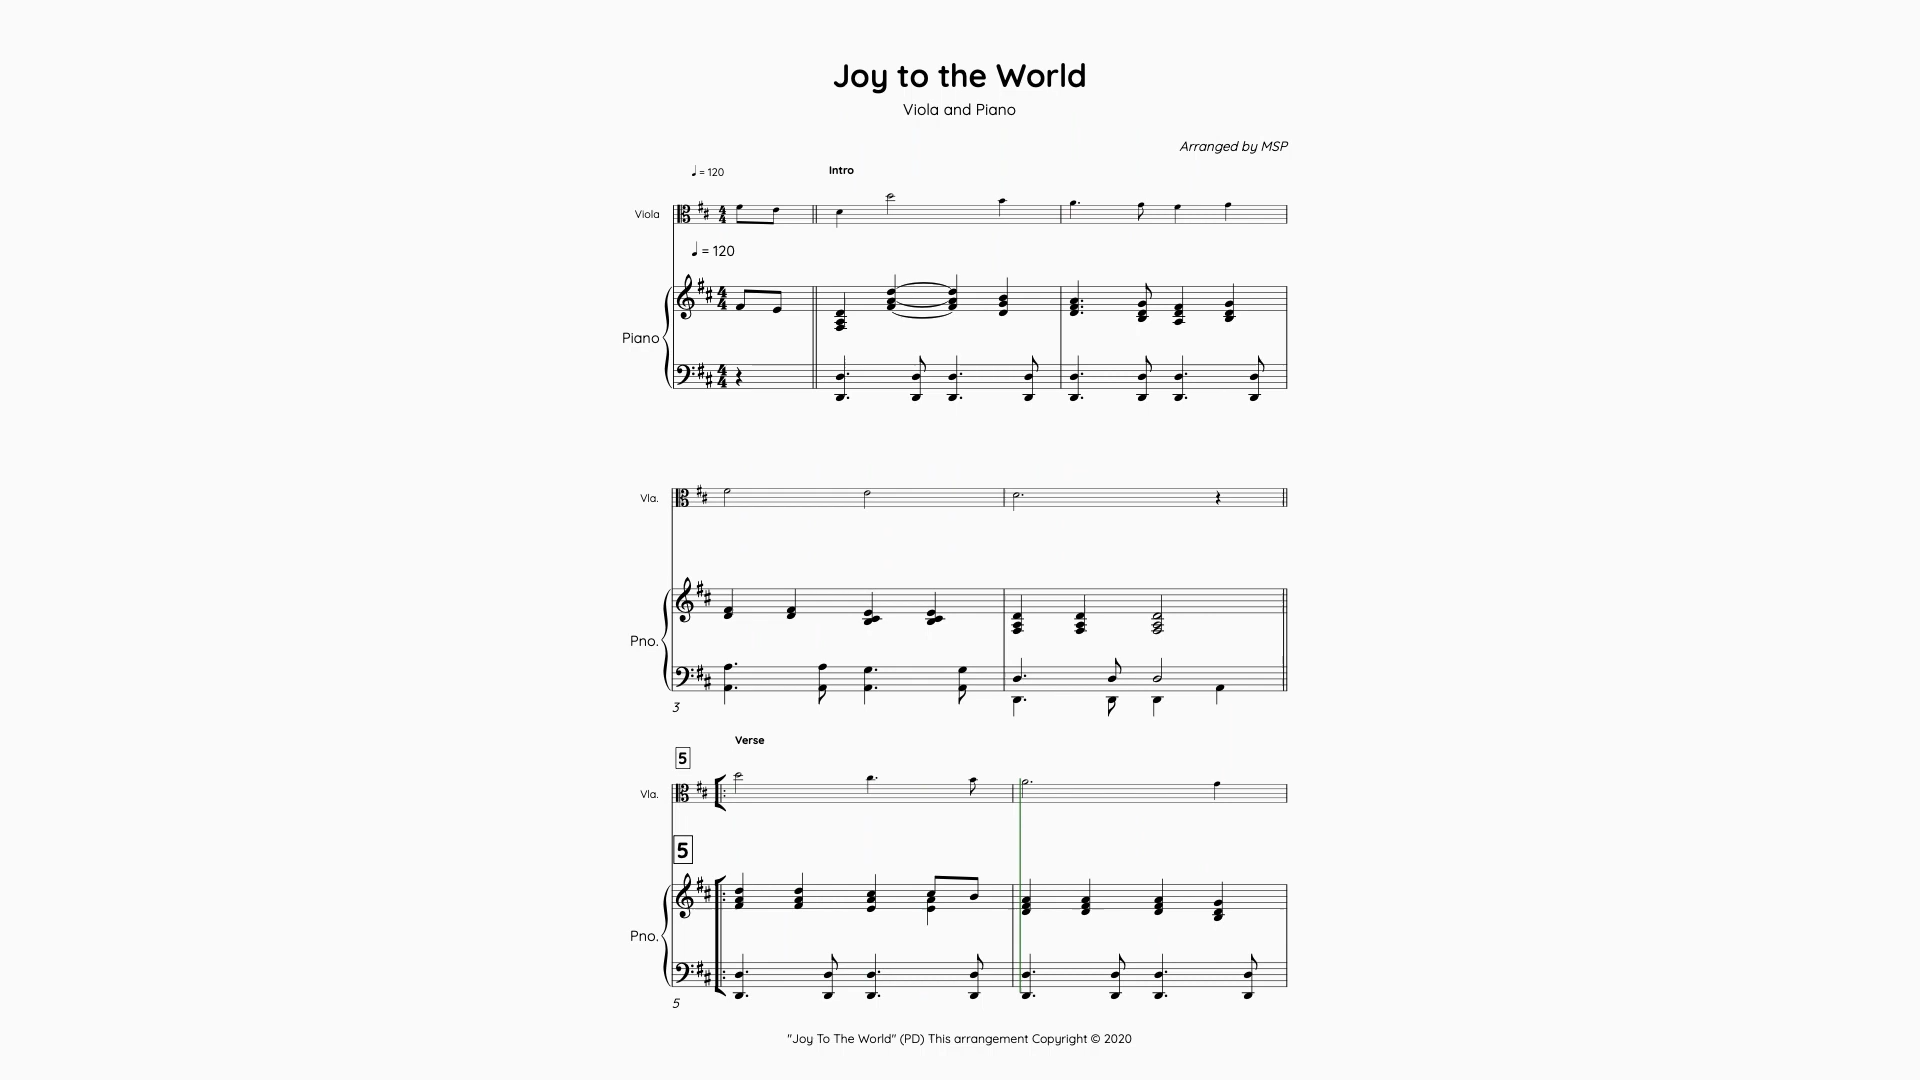 Joy to the World
Viola and Piano
Arranged by MSP
♩ = 120
Intro
Viola
♩ = 120
Piano
Vla.
Pno.
3
Verse
5
Vla.
5
Pno.
5
"Joy To The World" (PD) This arrangement Copyright © 2020